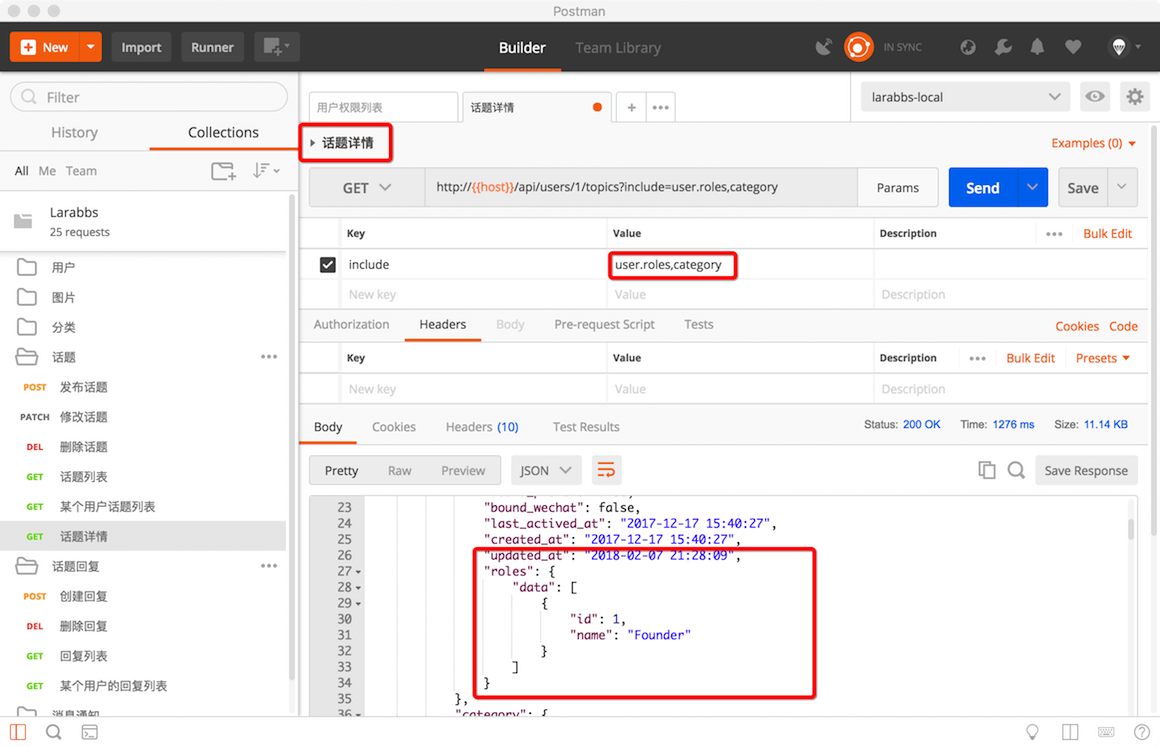 Postman
New
Import
Runner
Builder
Team Library
IN SYNC
Filter
History
Collections
All Me Team
Larabbs
25 requests
用户
图片
分类
话题
POST 发布话题
PATCH 修改话题
DEL 删除话题
GET 话题列表
GET 某个用户话题列表
GET 话题详情
话题回复
POST 创建回复
DEL 删除回复
GET 回复列表
GET 某个用户的回复列表
消息通知
用户权限列表
话题详情
larabbs-local
话题详情
Examples (0)
GET
http://{{host}}/api/users/1/topics?include=user.roles,category
Params
Send
Save
Key Value Description Bulk Edit
include user.roles,category
New key Value Description
Authorization Headers Body Pre-request Script Tests Cookies Code
Key Value Description Bulk Edit Presets
New key Value Description
Body Cookies Headers (10) Test Results Status: 200 OK Time: 1276 ms Size: 11.14 KB
Pretty Raw Preview JSON Save Response
23 "bound_wechat": false,
24 "last_actived_at": "2017-12-17 15:40:27",
25 "created_at": "2017-12-17 15:40:27",
26 "updated_at": "2018-02-07 21:28:09",
27 "roles": {
28 "data": [
29 {
30 "id": 1,
31 "name": "Founder"
32 }
33 ]
34 }
35 },
36 "category": {